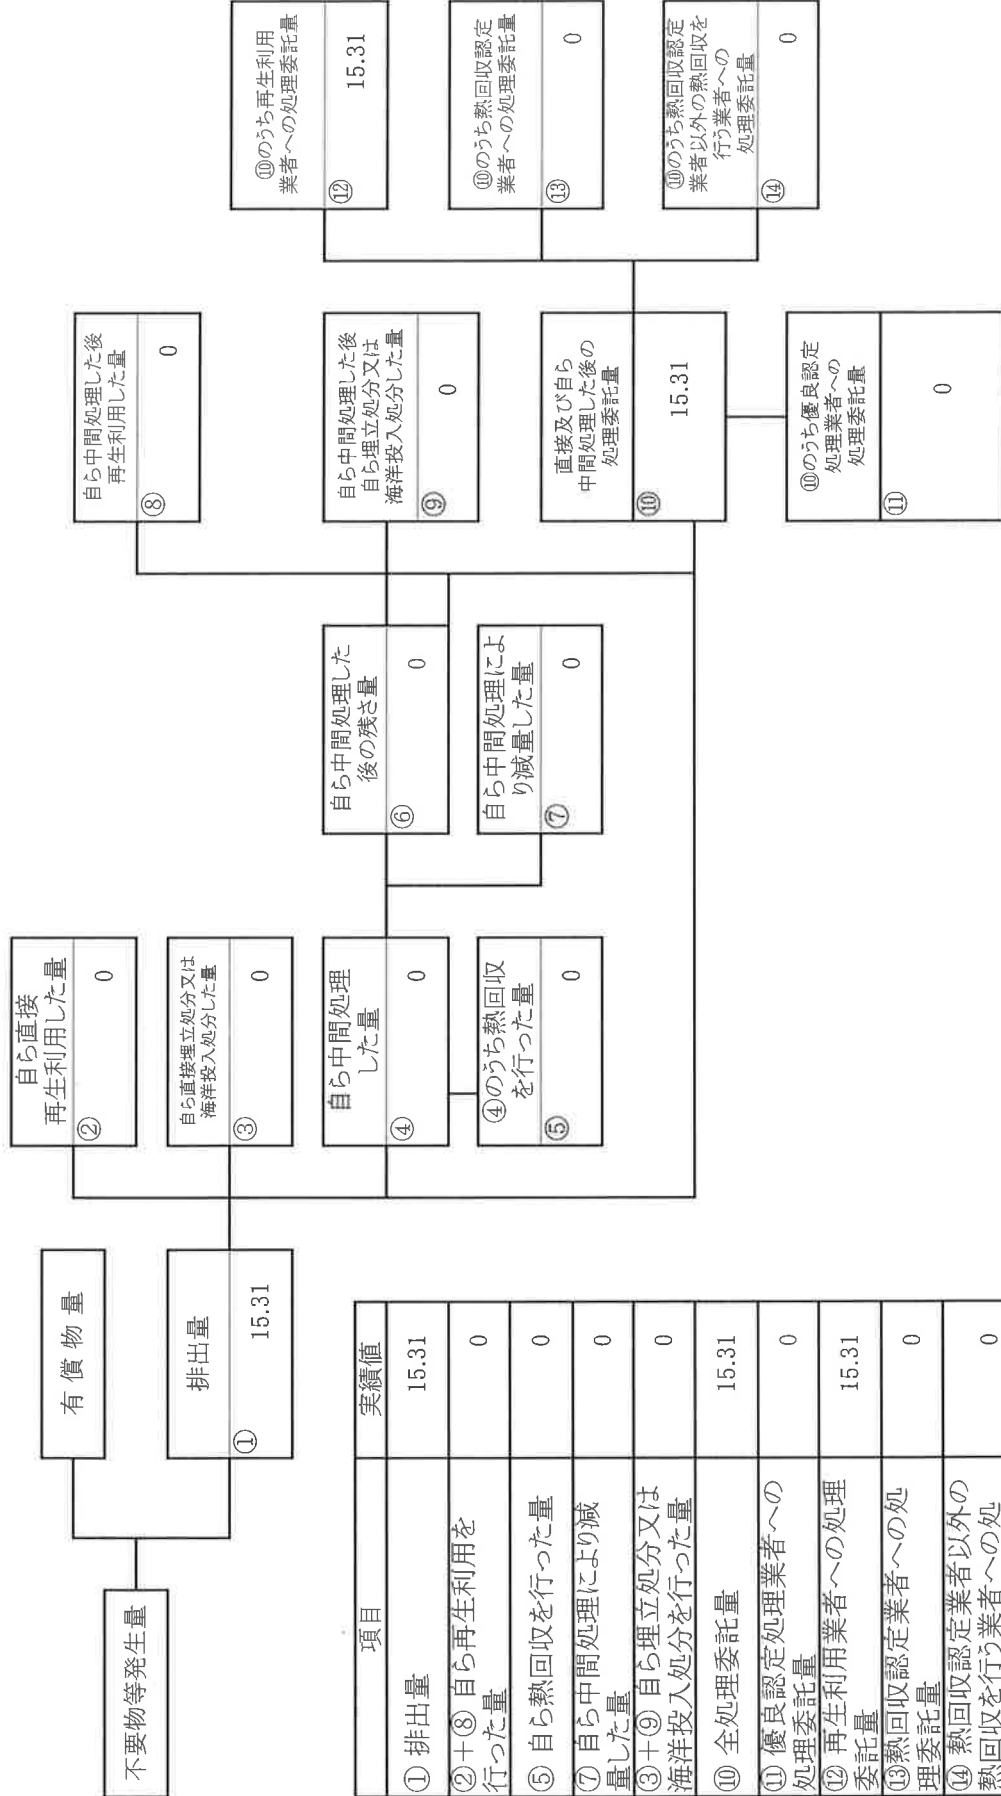 不要物等発生量
有償物量
排出量
①
15.31
自ら直接
再生利用した量
②
0
自ら直接埋立処分又は
海洋投入処分した量
③
0
自ら中間処理
した量
④
0
④のうち熱回収
を行った量
⑤
0
自ら中間処理した
後の残さ量
⑥
0
自ら中間処理によ
り減量した量
⑦
0
自ら中間処理した後
再生利用した量
⑧
0
自ら中間処理した後
自ら埋立処分又は
海洋投入処分した量
⑨
0
直接及び自ら
中間処理した後の
処理委託量
⑩
15.31
⑩のうち優良認定
処理業者への
処理委託量
⑪
0
⑩のうち再生利用
業者への処理委託量
⑫
15.31
⑩のうち熱回収認定
業者への処理委託量
⑬
0
⑩のうち熱回収認定
業者以外の熱回収を
行う業者への
処理委託量
⑭
0
項目 実績値
① 排出量 15.31
②+⑧ 自ら再生利用を
行った量 0
⑤ 自ら熱回収を行った量 0
⑦ 自ら中間処理により減
量した量 0
③+⑨ 自ら埋立処分又は
海洋投入処分を行った量 0
⑩ 全処理委託量 15.31
⑪ 優良認定処理業者への
処理委託量 0
⑫ 再生利用業者への処理
委託量 15.31
⑬熱回収認定業者への処
理委託量 0
⑭ 熱回収認定業者以外の
熱回収を行う業者への処 0